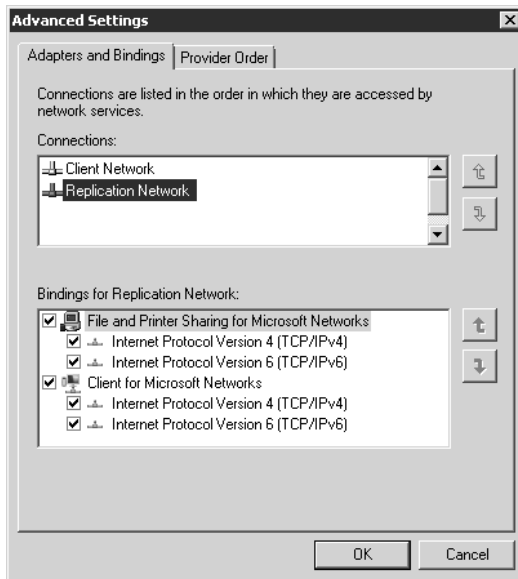 Advanced Settings
Adapters and Bindings
Provider Order
Connections are listed in the order in which they are accessed by
network services.
Connections:
Client Network
Replication Network
Bindings for Replication Network:
File and Printer Sharing for Microsoft Networks
Internet Protocol Version 4 (TCP/IPv4)
Internet Protocol Version 6 (TCP/IPv6)
Client for Microsoft Networks
Internet Protocol Version 4 (TCP/IPv4)
Internet Protocol Version 6 (TCP/IPv6)
OK
Cancel